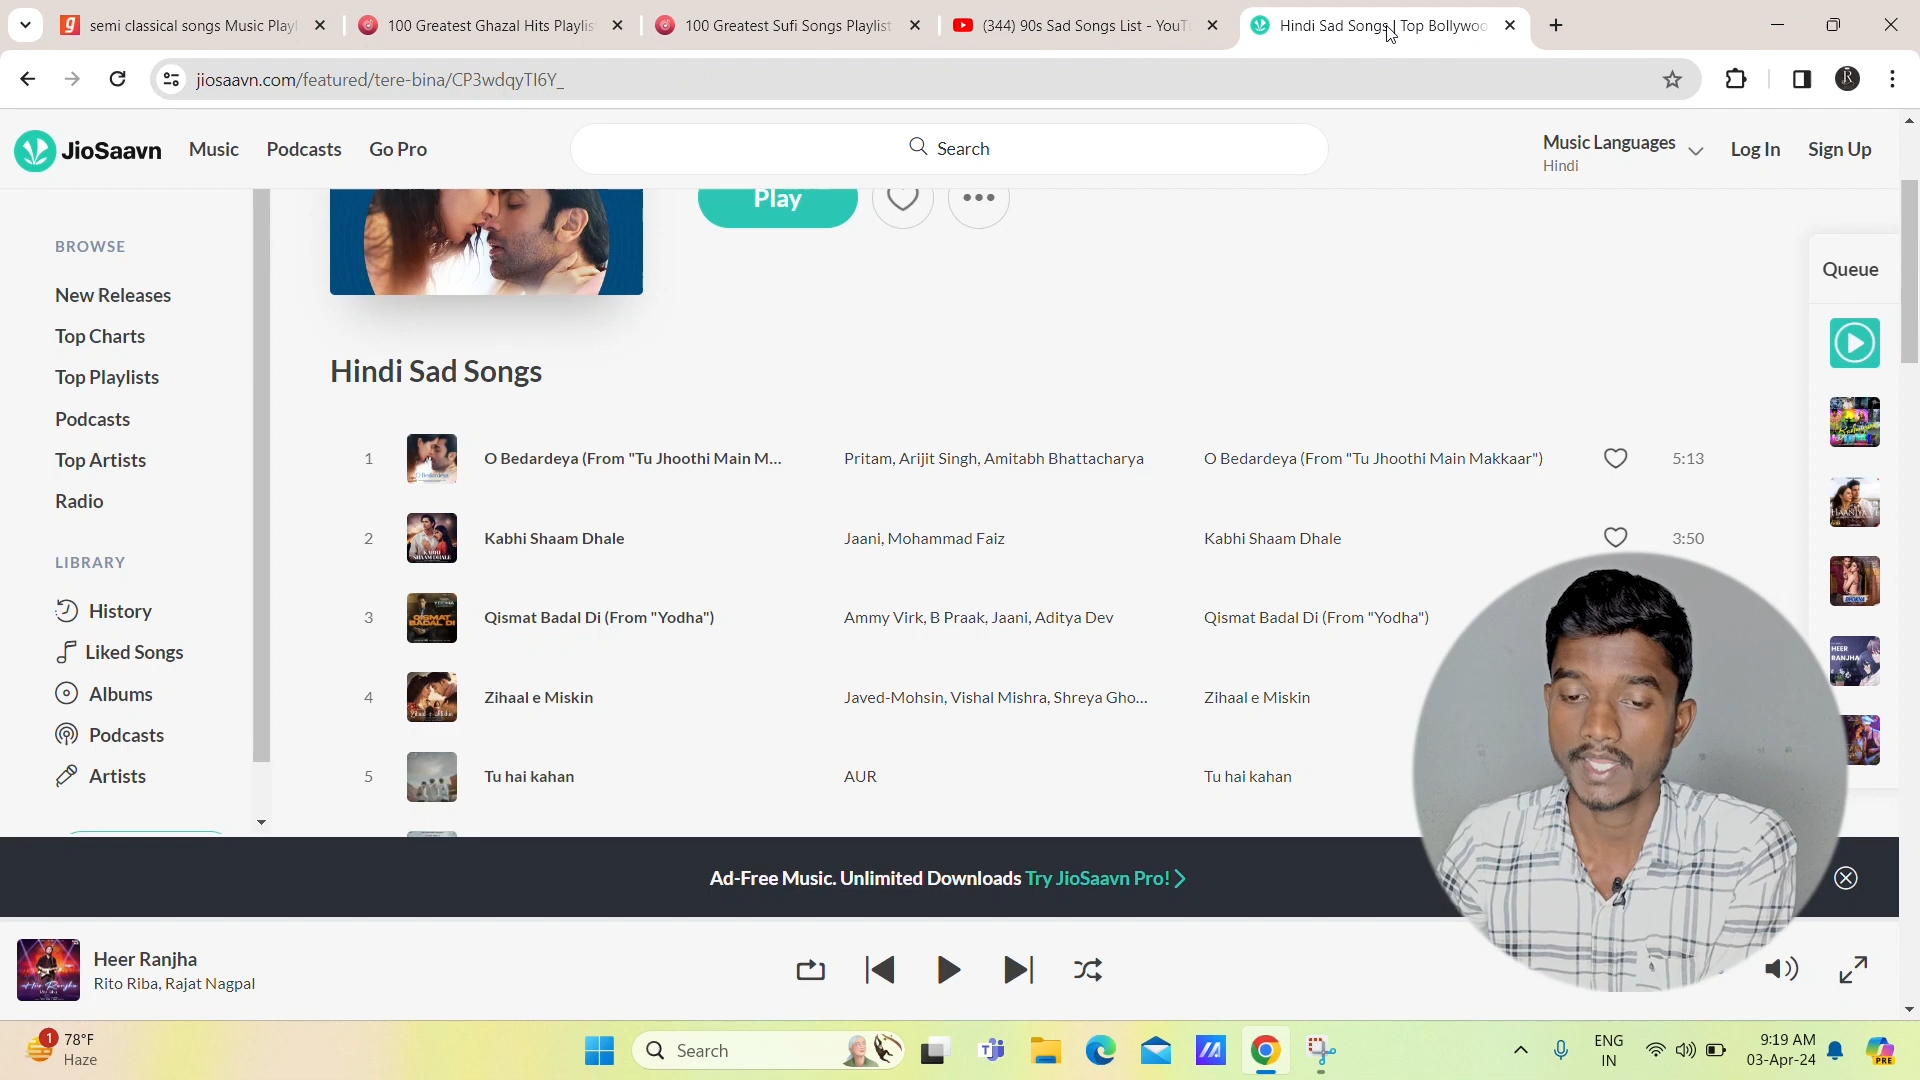 semi classical songs Music Playl
100 Greatest Ghazal Hits Playlis
100 Greatest Sufi Songs Playlist
(344) 90s Sad Songs List - YouT
Hindi Sad Songs | Top Bollywoo
jiosaavn.com/featured/tere-bina/CP3wdqyTI6Y_
JioSaavn
Music
Podcasts
Go Pro
Search
Music Languages
Hindi
Log In
Sign Up
Play
BROWSE
New Releases
Top Charts
Top Playlists
Podcasts
Top Artists
Radio
LIBRARY
History
Liked Songs
Albums
Podcasts
Artists
Queue
Hindi Sad Songs
1 O Bedardeya (From "Tu Jhoothi Main M... Pritam, Arijit Singh, Amitabh Bhattacharya O Bedardeya (From "Tu Jhoothi Main Makkaar") 5:13
2 Kabhi Shaam Dhale Jaani, Mohammad Faiz Kabhi Shaam Dhale 3:50
3 Qismat Badal Di (From "Yodha") Ammy Virk, B Praak, Jaani, Aditya Dev Qismat Badal Di (From "Yodha")
4 Zihaal e Miskin Javed-Mohsin, Vishal Mishra, Shreya Gho... Zihaal e Miskin
5 Tu hai kahan AUR Tu hai kahan
HEER
RANJHA
Ad-Free Music. Unlimited Downloads Try JioSaavn Pro!
Heer Ranjha
Rito Riba, Rajat Nagpal
1
78°F
Haze
Search
ENG
IN
9:19 AM
03-Apr-24
PRE